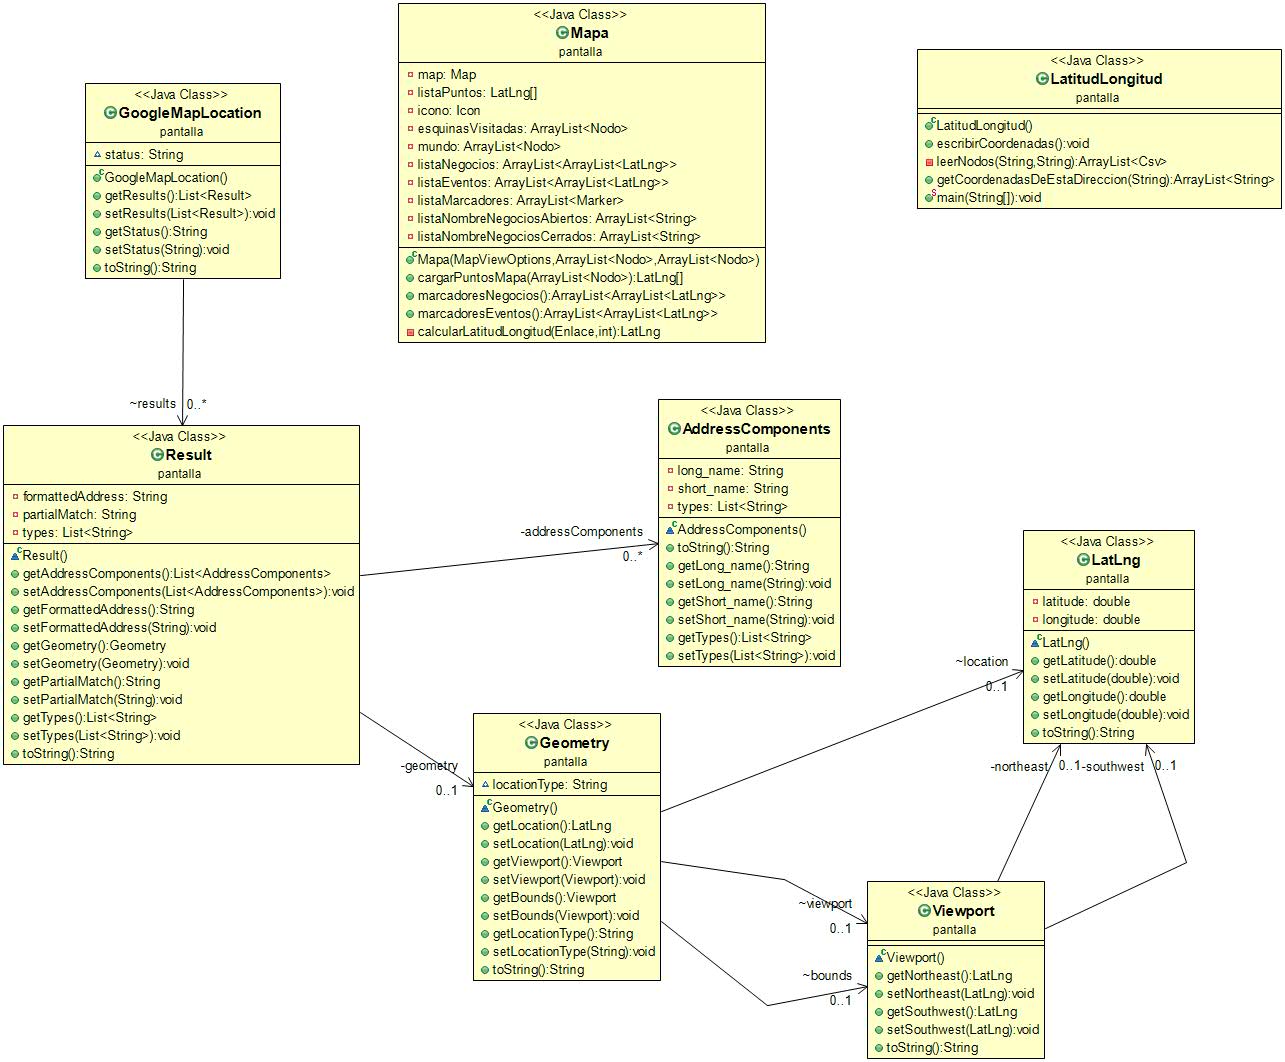 <<Java Class>>
GoogleMapLocation
pantalla
status: String
GoogleMapLocation()
getResults():List<Result>
setResults(List<Result>):void
getStatus():String
setStatus(String):void
toString():String
<<Java Class>>
Mapa
pantalla
map: Map
listaPuntos: LatLng[]
icono: Icon
esquinasVisitadas: ArrayList<Nodo>
mundo: ArrayList<Nodo>
listaNegocios: ArrayList<ArrayList<LatLng>>
listaEventos: ArrayList<ArrayList<LatLng>>
listaMarcadores: ArrayList<Marker>
listaNombreNegociosAbiertos: ArrayList<String>
listaNombreNegociosCerrados: ArrayList<String>
Mapa(MapViewOptions,ArrayList<Nodo>,ArrayList<Nodo>)
cargarPuntosMapa(ArrayList<Nodo>):LatLng[]
marcadoresNegocios():ArrayList<ArrayList<LatLng>>
marcadoresEventos():ArrayList<ArrayList<LatLng>>
calcularLatitudLongitud(Enlace,int):LatLng
<<Java Class>>
LatitudLongitud
pantalla
LatitudLongitud()
escribirCoordenadas():void
leerNodos(String,String):ArrayList<Csv>
getCoordenadasDeEstaDireccion(String):ArrayList<String>
main(String[]):void
~results 0..*
<<Java Class>>
Result
pantalla
formattedAddress: String
partialMatch: String
types: List<String>
Result()
getAddressComponents():List<AddressComponents>
setAddressComponents(List<AddressComponents>):void
getFormattedAddress():String
setFormattedAddress(String):void
getGeometry():Geometry
setGeometry(Geometry):void
getPartialMatch():String
setPartialMatch(String):void
getTypes():List<String>
setTypes(List<String>):void
toString():String
-addressComponents
0..*
<<Java Class>>
AddressComponents
pantalla
long_name: String
short_name: String
types: List<String>
AddressComponents()
toString():String
getLong_name():String
setLong_name(String):void
getShort_name():String
setShort_name(String):void
getTypes():List<String>
setTypes(List<String>):void
<<Java Class>>
LatLng
pantalla
latitude: double
longitude: double
LatLng()
getLatitude():double
setLatitude(double):void
getLongitude():double
setLongitude(double):void
toString():String
~location
0..1
-geometry
0..1
<<Java Class>>
Geometry
pantalla
locationType: String
Geometry()
getLocation():LatLng
setLocation(LatLng):void
getViewport():Viewport
setViewport(Viewport):void
getBounds():Viewport
setBounds(Viewport):void
getLocationType():String
setLocationType(String):void
toString():String
-northeast 0..1
-southwest 0..1
~viewport
0..1
~bounds
0..1
<<Java Class>>
Viewport
pantalla
Viewport()
getNortheast():LatLng
setNortheast(LatLng):void
getSouthwest():LatLng
setSouthwest(LatLng):void
toString():String